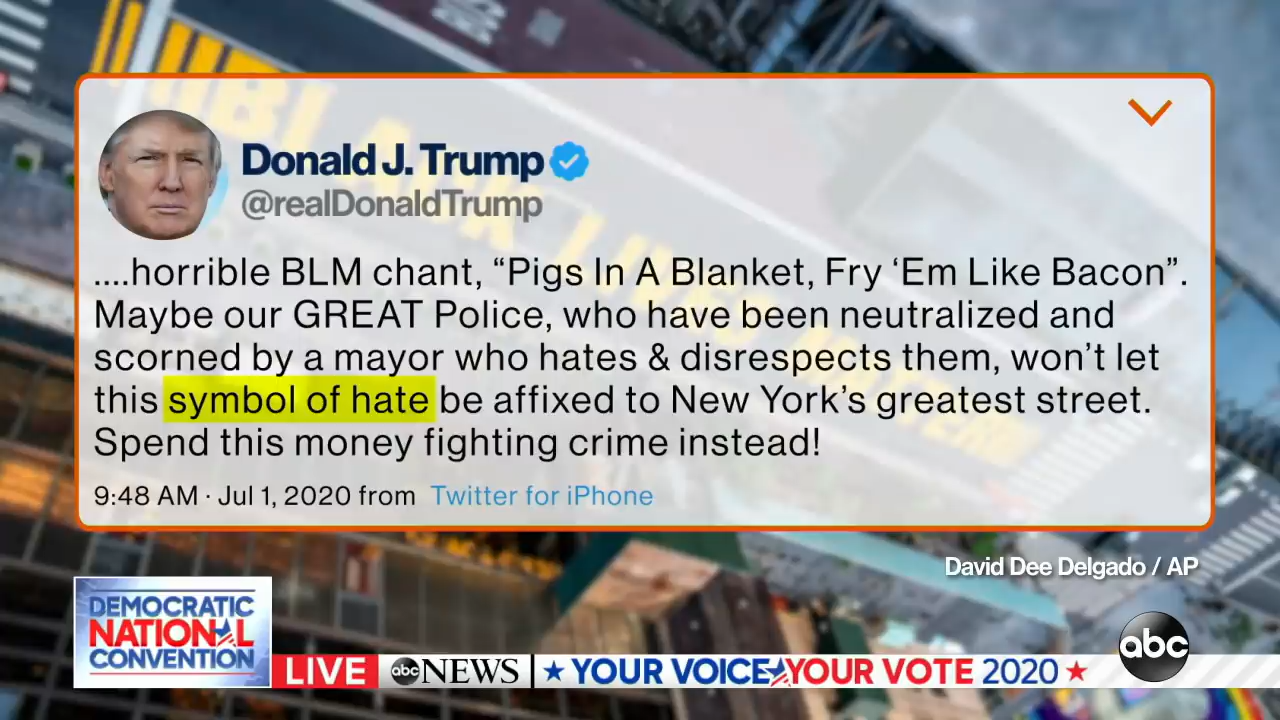 Donald J. Trump
@realDonaldTrump
....horrible BLM chant, “Pigs In A Blanket, Fry ‘Em Like Bacon”.
Maybe our GREAT Police, who have been neutralized and
scorned by a mayor who hates & disrespects them, won’t let
this symbol of hate be affixed to New York’s greatest street.
Spend this money fighting crime instead!
9:48 AM · Jul 1, 2020 from Twitter for iPhone
David Dee Delgado / AP
DEMOCRATIC
NATIONAL
CONVENTION
LIVE abc NEWS YOUR VOICE YOUR VOTE 2020
abc